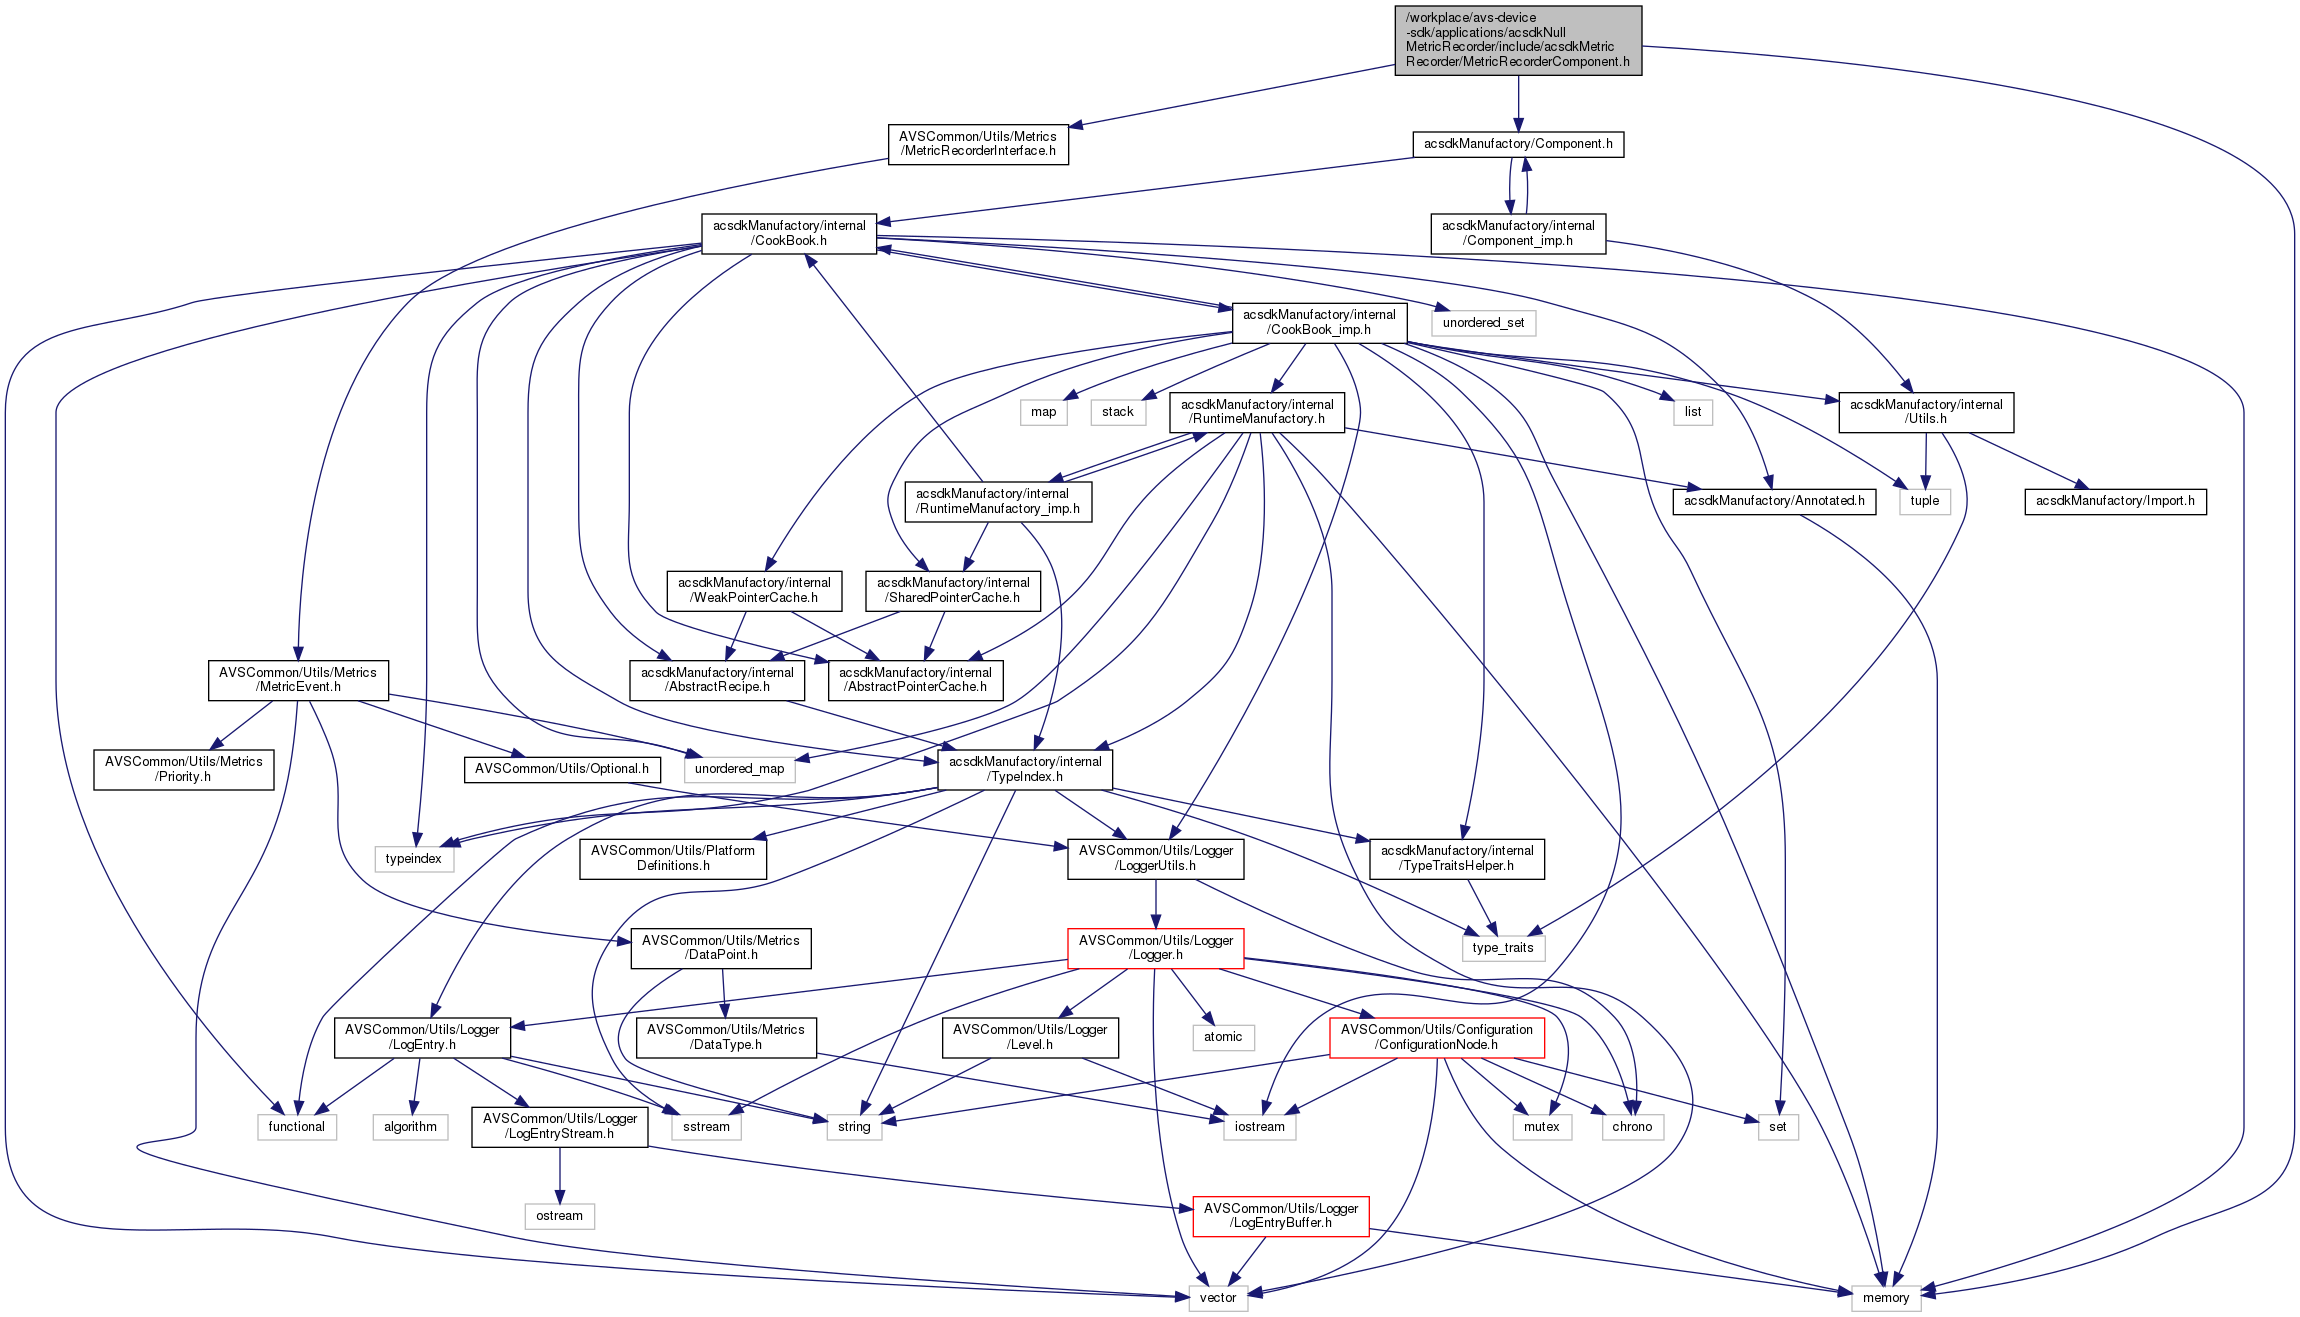 /workplace/avs-device
-sdk/applications/acsdkNull
MetricRecorder/include/acsdkMetric
Recorder/MetricRecorderComponent.h
AVSCommon/Utils/Metrics
/MetricRecorderInterface.h
acsdkManufactory/Component.h
acsdkManufactory/internal
/CookBook.h
acsdkManufactory/internal
/Component_imp.h
acsdkManufactory/internal
/CookBook_imp.h
unordered_set
map
stack
acsdkManufactory/internal
/RuntimeManufactory.h
list
acsdkManufactory/internal
/Utils.h
acsdkManufactory/internal
/RuntimeManufactory_imp.h
acsdkManufactory/Annotated.h
tuple
acsdkManufactory/Import.h
acsdkManufactory/internal
/WeakPointerCache.h
acsdkManufactory/internal
/SharedPointerCache.h
AVSCommon/Utils/Metrics
/MetricEvent.h
acsdkManufactory/internal
/AbstractRecipe.h
acsdkManufactory/internal
/AbstractPointerCache.h
AVSCommon/Utils/Metrics
/Priority.h
AVSCommon/Utils/Optional.h
unordered_map
acsdkManufactory/internal
/TypeIndex.h
typeindex
AVSCommon/Utils/Platform
Definitions.h
AVSCommon/Utils/Logger
/LoggerUtils.h
acsdkManufactory/internal
/TypeTraitsHelper.h
AVSCommon/Utils/Metrics
/DataPoint.h
AVSCommon/Utils/Logger
/Logger.h
type_traits
AVSCommon/Utils/Logger
/LogEntry.h
AVSCommon/Utils/Metrics
/DataType.h
AVSCommon/Utils/Logger
/Level.h
atomic
AVSCommon/Utils/Configuration
/ConfigurationNode.h
functional
algorithm
AVSCommon/Utils/Logger
/LogEntryStream.h
sstream
string
iostream
mutex
chrono
set
ostream
AVSCommon/Utils/Logger
/LogEntryBuffer.h
vector
memory